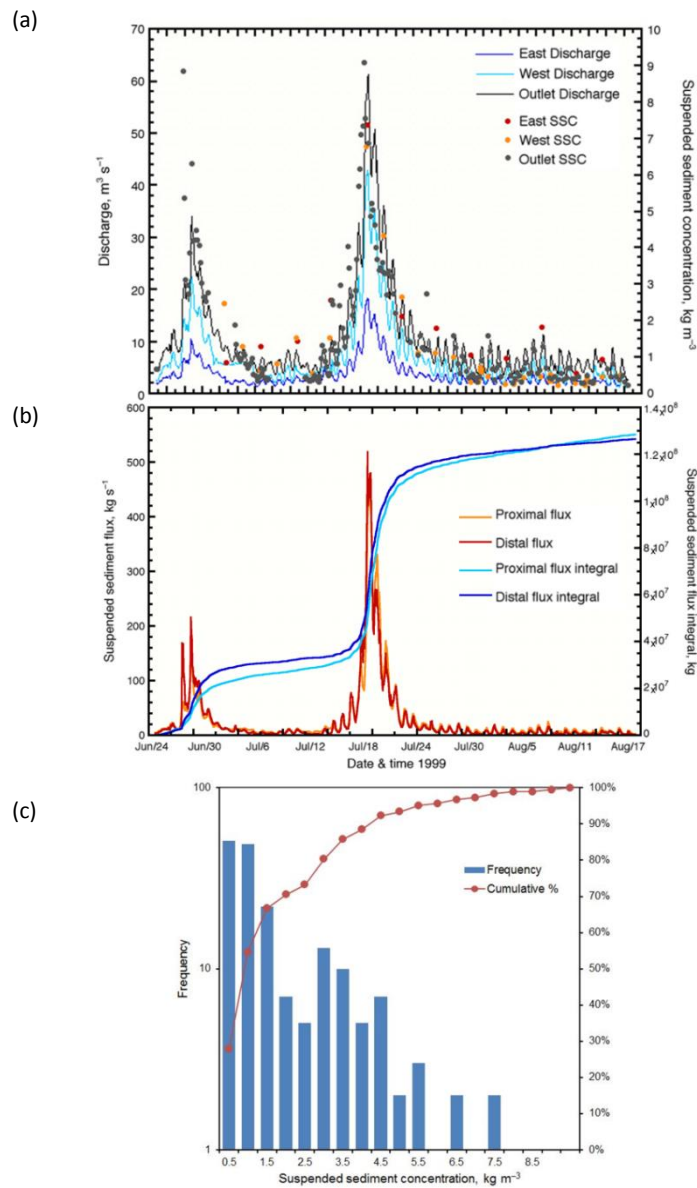 (a)
70
60
50
40
30
20
10
0
Discharge, m³ s⁻¹
East Discharge
West Discharge
Outlet Discharge
East SSC
West SSC
Outlet SSC
10
9
8
7
6
5
4
3
2
1
0
Suspended sediment concentration, kg m⁻³
(b)
600
500
400
300
200
100
0
Suspended sediment flux, kg s⁻¹
Proximal flux
Distal flux
Proximal flux integral
Distal flux integral
1.4x10⁸
1.2x10⁸
1x10⁸
8x10⁷
6x10⁷
4x10⁷
2x10⁷
0
Suspended sediment flux integral, kg
Jun/24 Jun/30 Jul/6 Jul/12 Jul/18 Jul/24 Jul/30 Aug/5 Aug/11 Aug/17
Date & time 1999
(c)
100
10
1
Frequency
Frequency
Cumulative %
100%
90%
80%
70%
60%
50%
40%
30%
20%
10%
0%
0.5 1.5 2.5 3.5 4.5 5.5 6.5 7.5 8.5
Suspended sediment concentration, kg m⁻³